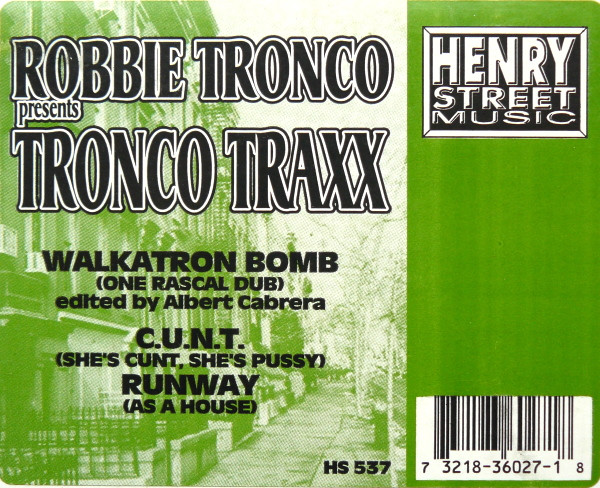 ROBBIE TRONCO
presents
TRONCO TRAXX
HENRY
STREET
MUSIC
WALKATRON BOMB
(ONE RASCAL DUB)
edited by Albert Cabrera
C.U.N.T.
(SHE'S CUNT, SHE'S PUSSY)
RUNWAY
(AS A HOUSE)
HS 537
7 73218-36027-1 8